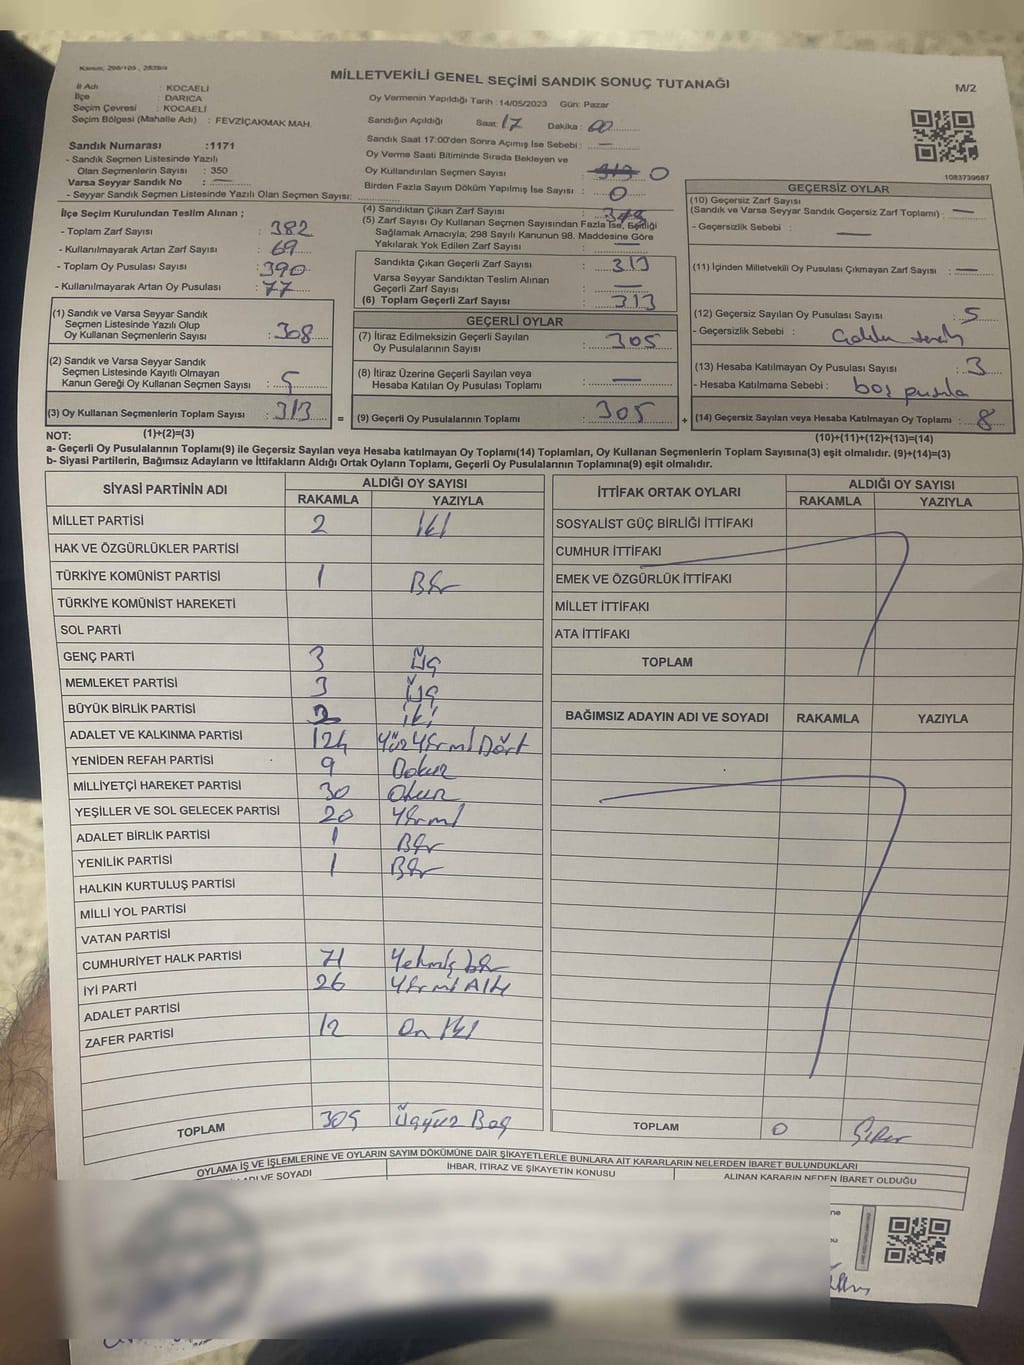 Kanun, 298/105 , 2839/4
MİLLETVEKİLİ GENEL SEÇİMİ SANDIK SONUÇ TUTANAĞI
M/2
İl Adı : KOCAELİ
İlçe : DARICA
Seçim Çevresi : KOCAELİ
Seçim Bölgesi (Mahalle Adı) : FEVZİÇAKMAK MAH.
Oy Vermenin Yapıldığı Tarih : 14/05/2023 Gün: Pazar
Sandığın Açıldığı Saat: 17 Dakika : 00
Sandık Saat 17:00'den Sonra Açımış İse Sebebi : —
Oy Verme Saati Bitiminde Sırada Bekleyen ve
Oy Kullandırılan Seçmen Sayısı : 313 0
Birden Fazla Sayım Döküm Yapılmış İse Sayısı : 0
Sandık Numarası :1171
- Sandık Seçmen Listesinde Yazılı
Olan Seçmenlerin Sayısı : 350
Varsa Seyyar Sandık No : —
- Seyyar Sandık Seçmen Listesinde Yazılı Olan Seçmen Sayısı:
1083739687
İlçe Seçim Kurulundan Teslim Alınan ;
- Toplam Zarf Sayısı : 382
- Kullanılmayarak Artan Zarf Sayısı : 69
- Toplam Oy Pusulası Sayısı : 390
- Kullanılmayarak Artan Oy Pusulası : 77
(1) Sandık ve Varsa Seyyar Sandık
Seçmen Listesinde Yazılı Olup
Oy Kullanan Seçmenlerin Sayısı : 308
(2) Sandık ve Varsa Seyyar Sandık
Seçmen Listesinde Kayıtlı Olmayan
Kanun Gereği Oy Kullanan Seçmen Sayısı : 5
(3) Oy Kullanan Seçmenlerin Toplam Sayısı : 313
(4) Sandıktan Çıkan Zarf Sayısı :
(5) Zarf Sayısı Oy Kullanan Seçmen Sayısından Fazla İse, Eşitliği
Sağlamak Amacıyla; 298 Sayılı Kanunun 98. Maddesine Göre
Yakılarak Yok Edilen Zarf Sayısı : —
Sandıkta Çıkan Geçerli Zarf Sayısı : 313
Varsa Seyyar Sandıktan Teslim Alınan
Geçerli Zarf Sayısı : —
(6) Toplam Geçerli Zarf Sayısı : 313
GEÇERLİ OYLAR
(7) İtiraz Edilmeksizin Geçerli Sayılan
Oy Pusulalarının Sayısı : 305
(8) İtiraz Üzerine Geçerli Sayılan veya
Hesaba Katılan Oy Pusulası Toplamı : —
= (9) Geçerli Oy Pusulalarının Toplamı : 305
GEÇERSİZ OYLAR
(10) Geçersiz Zarf Sayısı
(Sandık ve Varsa Seyyar Sandık Geçersiz Zarf Toplamı) : —
- Geçersizlik Sebebi : —
(11) İçinden Milletvekili Oy Pusulası Çıkmayan Zarf Sayısı : —
(12) Geçersiz Sayılan Oy Pusulası Sayısı : 5
- Geçersizlik Sebebi :
(13) Hesaba Katılmayan Oy Pusulası Sayısı : 3
- Hesaba Katılmama Sebebi : boş pusula
+ (14) Geçersiz Sayılan veya Hesaba Katılmayan Oy Toplamı : 8
NOT: (1)+(2)=(3)
(10)+(11)+(12)+(13)=(14)
a- Geçerli Oy Pusulalarının Toplamı(9) ile Geçersiz Sayılan veya Hesaba katılmayan Oy Toplamı(14) Toplamları, Oy Kullanan Seçmenlerin Toplam Sayısına(3) eşit olmalıdır. (9)+(14)=(3)
b- Siyasi Partilerin, Bağımsız Adayların ve İttifakların Aldığı Ortak Oyların Toplamı, Geçerli Oy Pusulalarının Toplamına(9) eşit olmalıdır.
SİYASİ PARTİNİN ADI ALDIĞI OY SAYISI
RAKAMLA YAZIYLA
MİLLET PARTİSİ 2 İki
HAK VE ÖZGÜRLÜKLER PARTİSİ
TÜRKİYE KOMÜNİST PARTİSİ 1 Bir
TÜRKİYE KOMÜNİST HAREKETİ
SOL PARTİ
GENÇ PARTİ 3 Üç
MEMLEKET PARTİSİ 3 Üç
BÜYÜK BİRLİK PARTİSİ 2 iki
ADALET VE KALKINMA PARTİSİ 124 Yüz Yirmi Dört
YENİDEN REFAH PARTİSİ 9 Dokuz
MİLLİYETÇİ HAREKET PARTİSİ 30 Otuz
YEŞİLLER VE SOL GELECEK PARTİSİ 20 Yirmi
ADALET BİRLİK PARTİSİ 1 Bir
YENİLİK PARTİSİ 1 Bir
HALKIN KURTULUŞ PARTİSİ
MİLLİ YOL PARTİSİ
VATAN PARTİSİ
CUMHURİYET HALK PARTİSİ 71 Yetmiş bir
İYİ PARTİ 26 Yirmi Altı
ADALET PARTİSİ
ZAFER PARTİSİ 12 On İki
TOPLAM 305 Üçyüz Beş
İTTİFAK ORTAK OYLARI ALDIĞI OY SAYISI
RAKAMLA YAZIYLA
SOSYALİST GÜÇ BİRLİĞİ İTTİFAKI
CUMHUR İTTİFAKI
EMEK VE ÖZGÜRLÜK İTTİFAKI
MİLLET İTTİFAKI
ATA İTTİFAKI
TOPLAM
BAĞIMSIZ ADAYIN ADI VE SOYADI RAKAMLA YAZIYLA
TOPLAM 0 Sıfır
OYLAMA İŞ VE İŞLEMLERİNE VE OYLARIN SAYIM DÖKÜMÜNE DAİR ŞİKAYETLERLE BUNLARA AİT KARARLARIN NELERDEN İBARET BULUNDUKLARI
ADI VE SOYADI İHBAR, İTİRAZ VE ŞİKAYETİN KONUSU ALINAN KARARIN NEDEN İBARET OLDUĞU